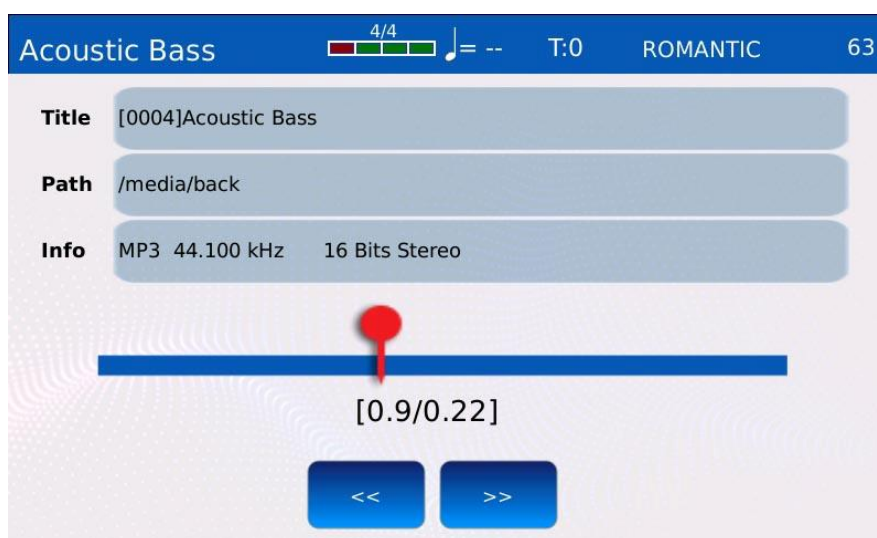 Acoustic Bass 4/4 = -- T:0 ROMANTIC 63
Title [0004]Acoustic Bass
Path /media/back
Info MP3 44.100 kHz 16 Bits Stereo
[0.9/0.22]
<< >>